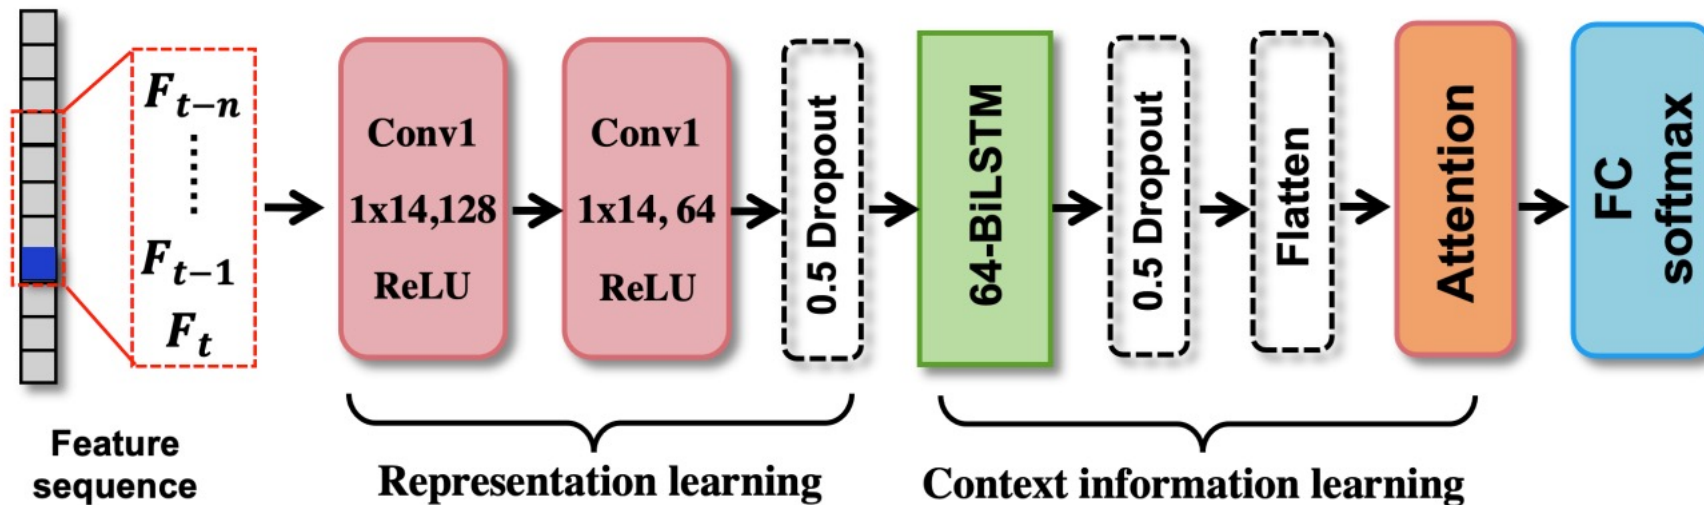 F_{t-n}
......
F_{t-1}
F_t
Feature
sequence
Conv1
1x14,128
ReLU
Conv1
1x14, 64
ReLU
0.5 Dropout
Representation learning
64-BiLSTM
0.5 Dropout
Flatten
Attention
Context information learning
FC
softmax